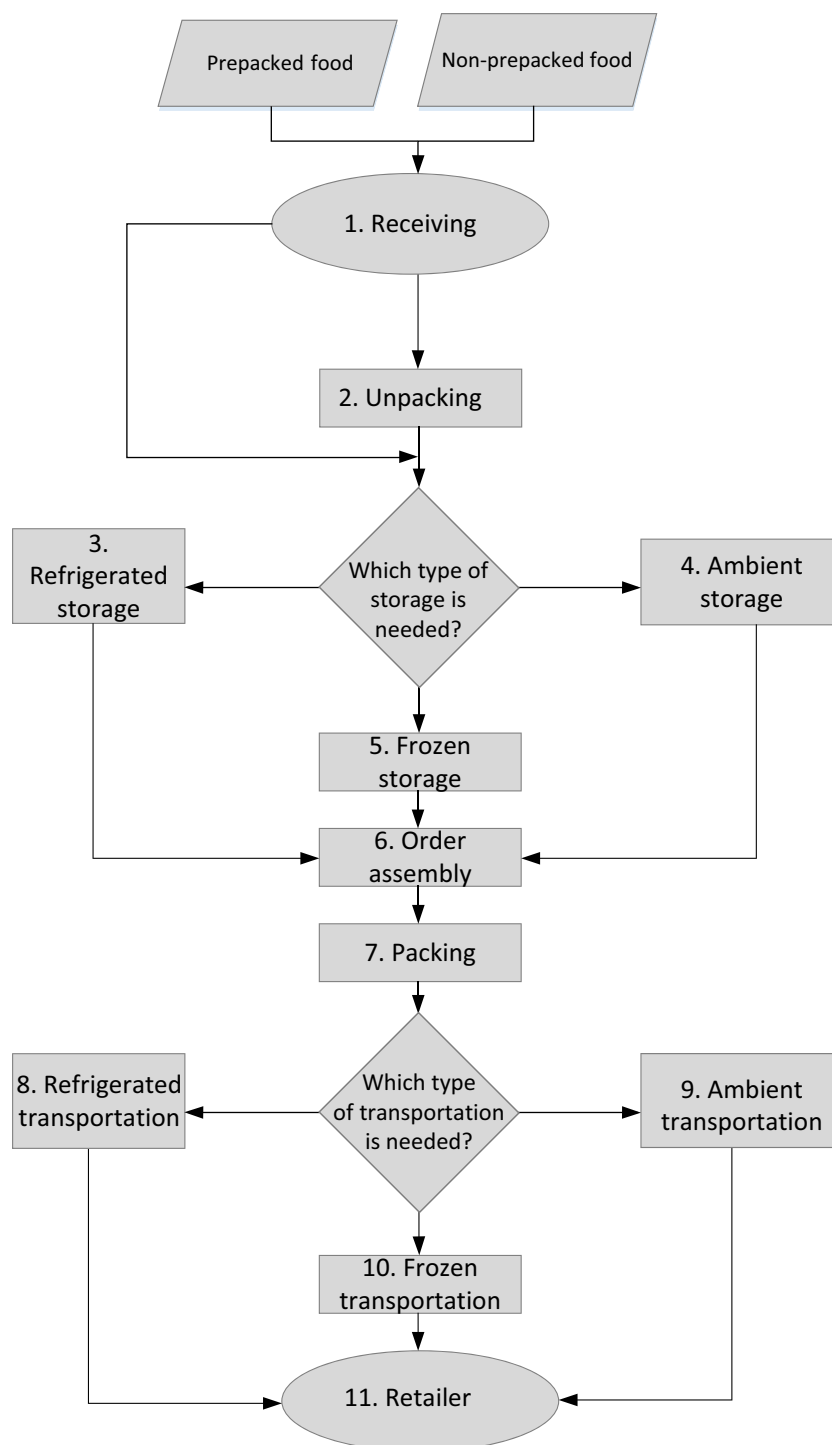 Prepacked food
Non-prepacked food
1. Receiving
2. Unpacking
3.
Refrigerated
storage
Which type of
storage is
needed?
4. Ambient
storage
5. Frozen
storage
6. Order
assembly
7. Packing
8. Refrigerated
transportation
Which type
of transportation
is needed?
9. Ambient
transportation
10. Frozen
transportation
11. Retailer